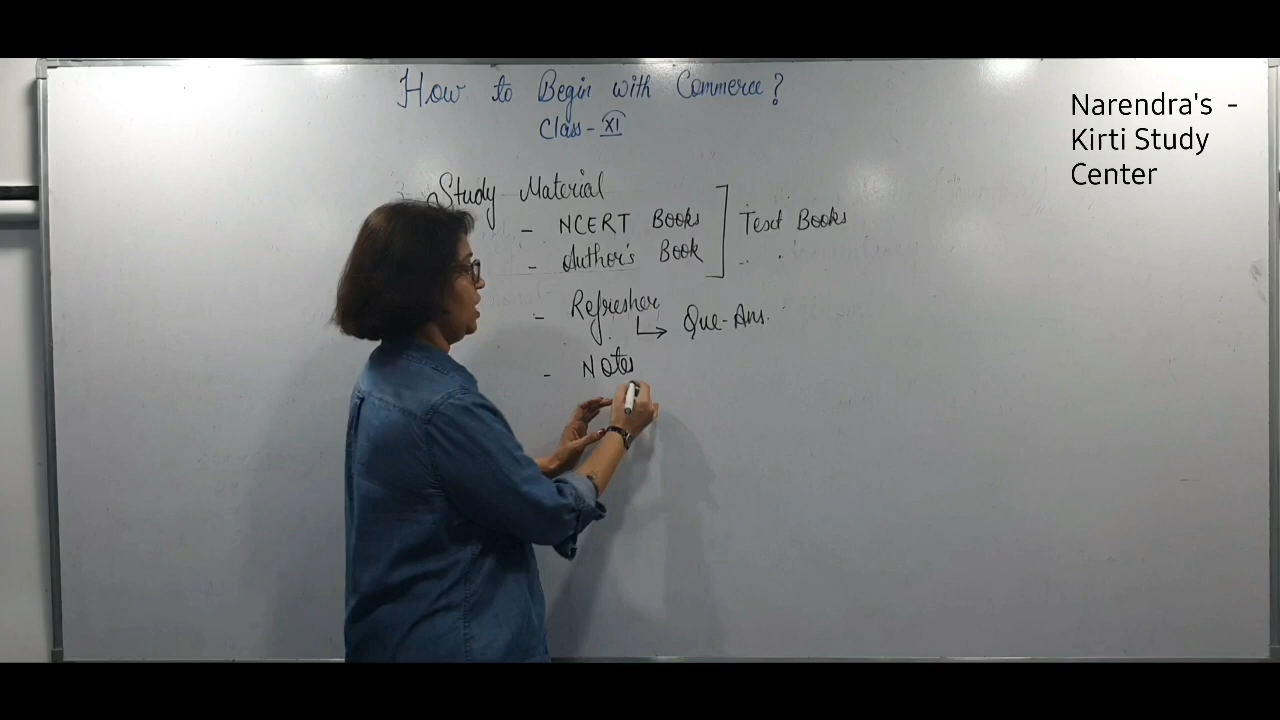 How to Begin with Commerce?
Class - XI
Study Material
- NCERT Books
- Author's Book
Text Books
- Refresher
Que-Ans.
- Notes
Narendra's -
Kirti Study
Center